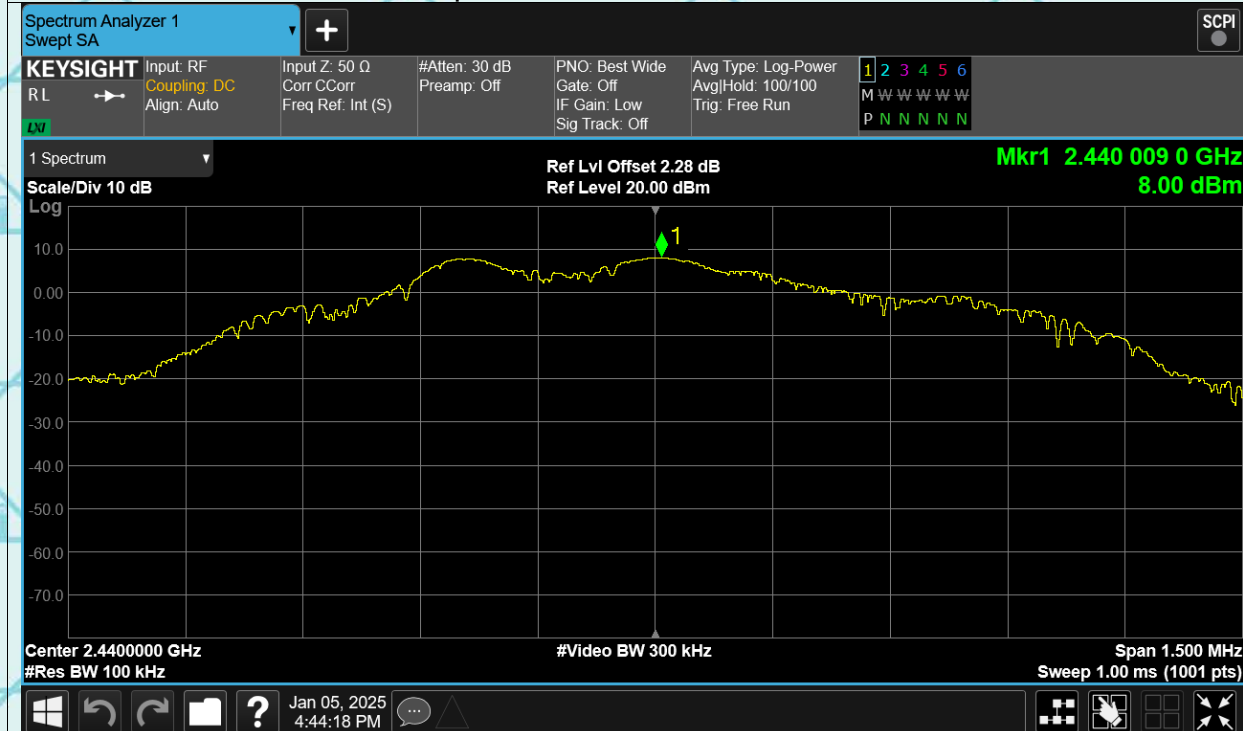 Spectrum Analyzer 1
Swept SA
+
SCPI
KEYSIGHT
RL
LXI
Input: RF
Coupling: DC
Align: Auto
Input Z: 50 Ω
Corr CCorr
Freq Ref: Int (S)
#Atten: 30 dB
Preamp: Off
PNO: Best Wide
Gate: Off
IF Gain: Low
Sig Track: Off
Avg Type: Log-Power
Avg|Hold: 100/100
Trig: Free Run
1 2 3 4 5 6
M W W W W W
P N N N N N N
1 Spectrum
Scale/Div 10 dB
Log
Ref Lvl Offset 2.28 dB
Ref Level 20.00 dBm
Mkr1 2.440 009 0 GHz
8.00 dBm
1
10.0
0.00
-10.0
-20.0
-30.0
-40.0
-50.0
-60.0
-70.0
Center 2.4400000 GHz
#Res BW 100 kHz
#Video BW 300 kHz
Span 1.500 MHz
Sweep 1.00 ms (1001 pts)
?
Jan 05, 2025
4:44:18 PM